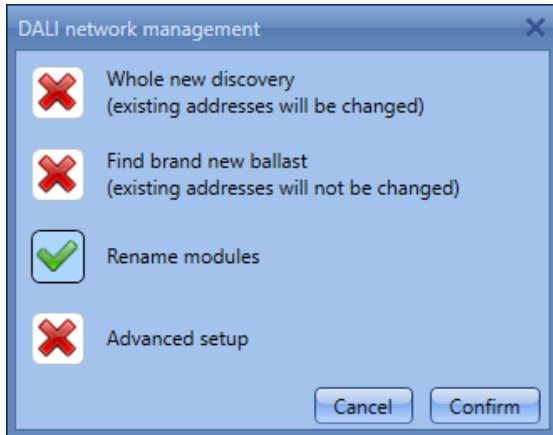 DALI network management
Whole new discovery
(existing addresses will be changed)
Find brand new ballast
(existing addresses will not be changed)
Rename modules
Advanced setup
Cancel
Confirm